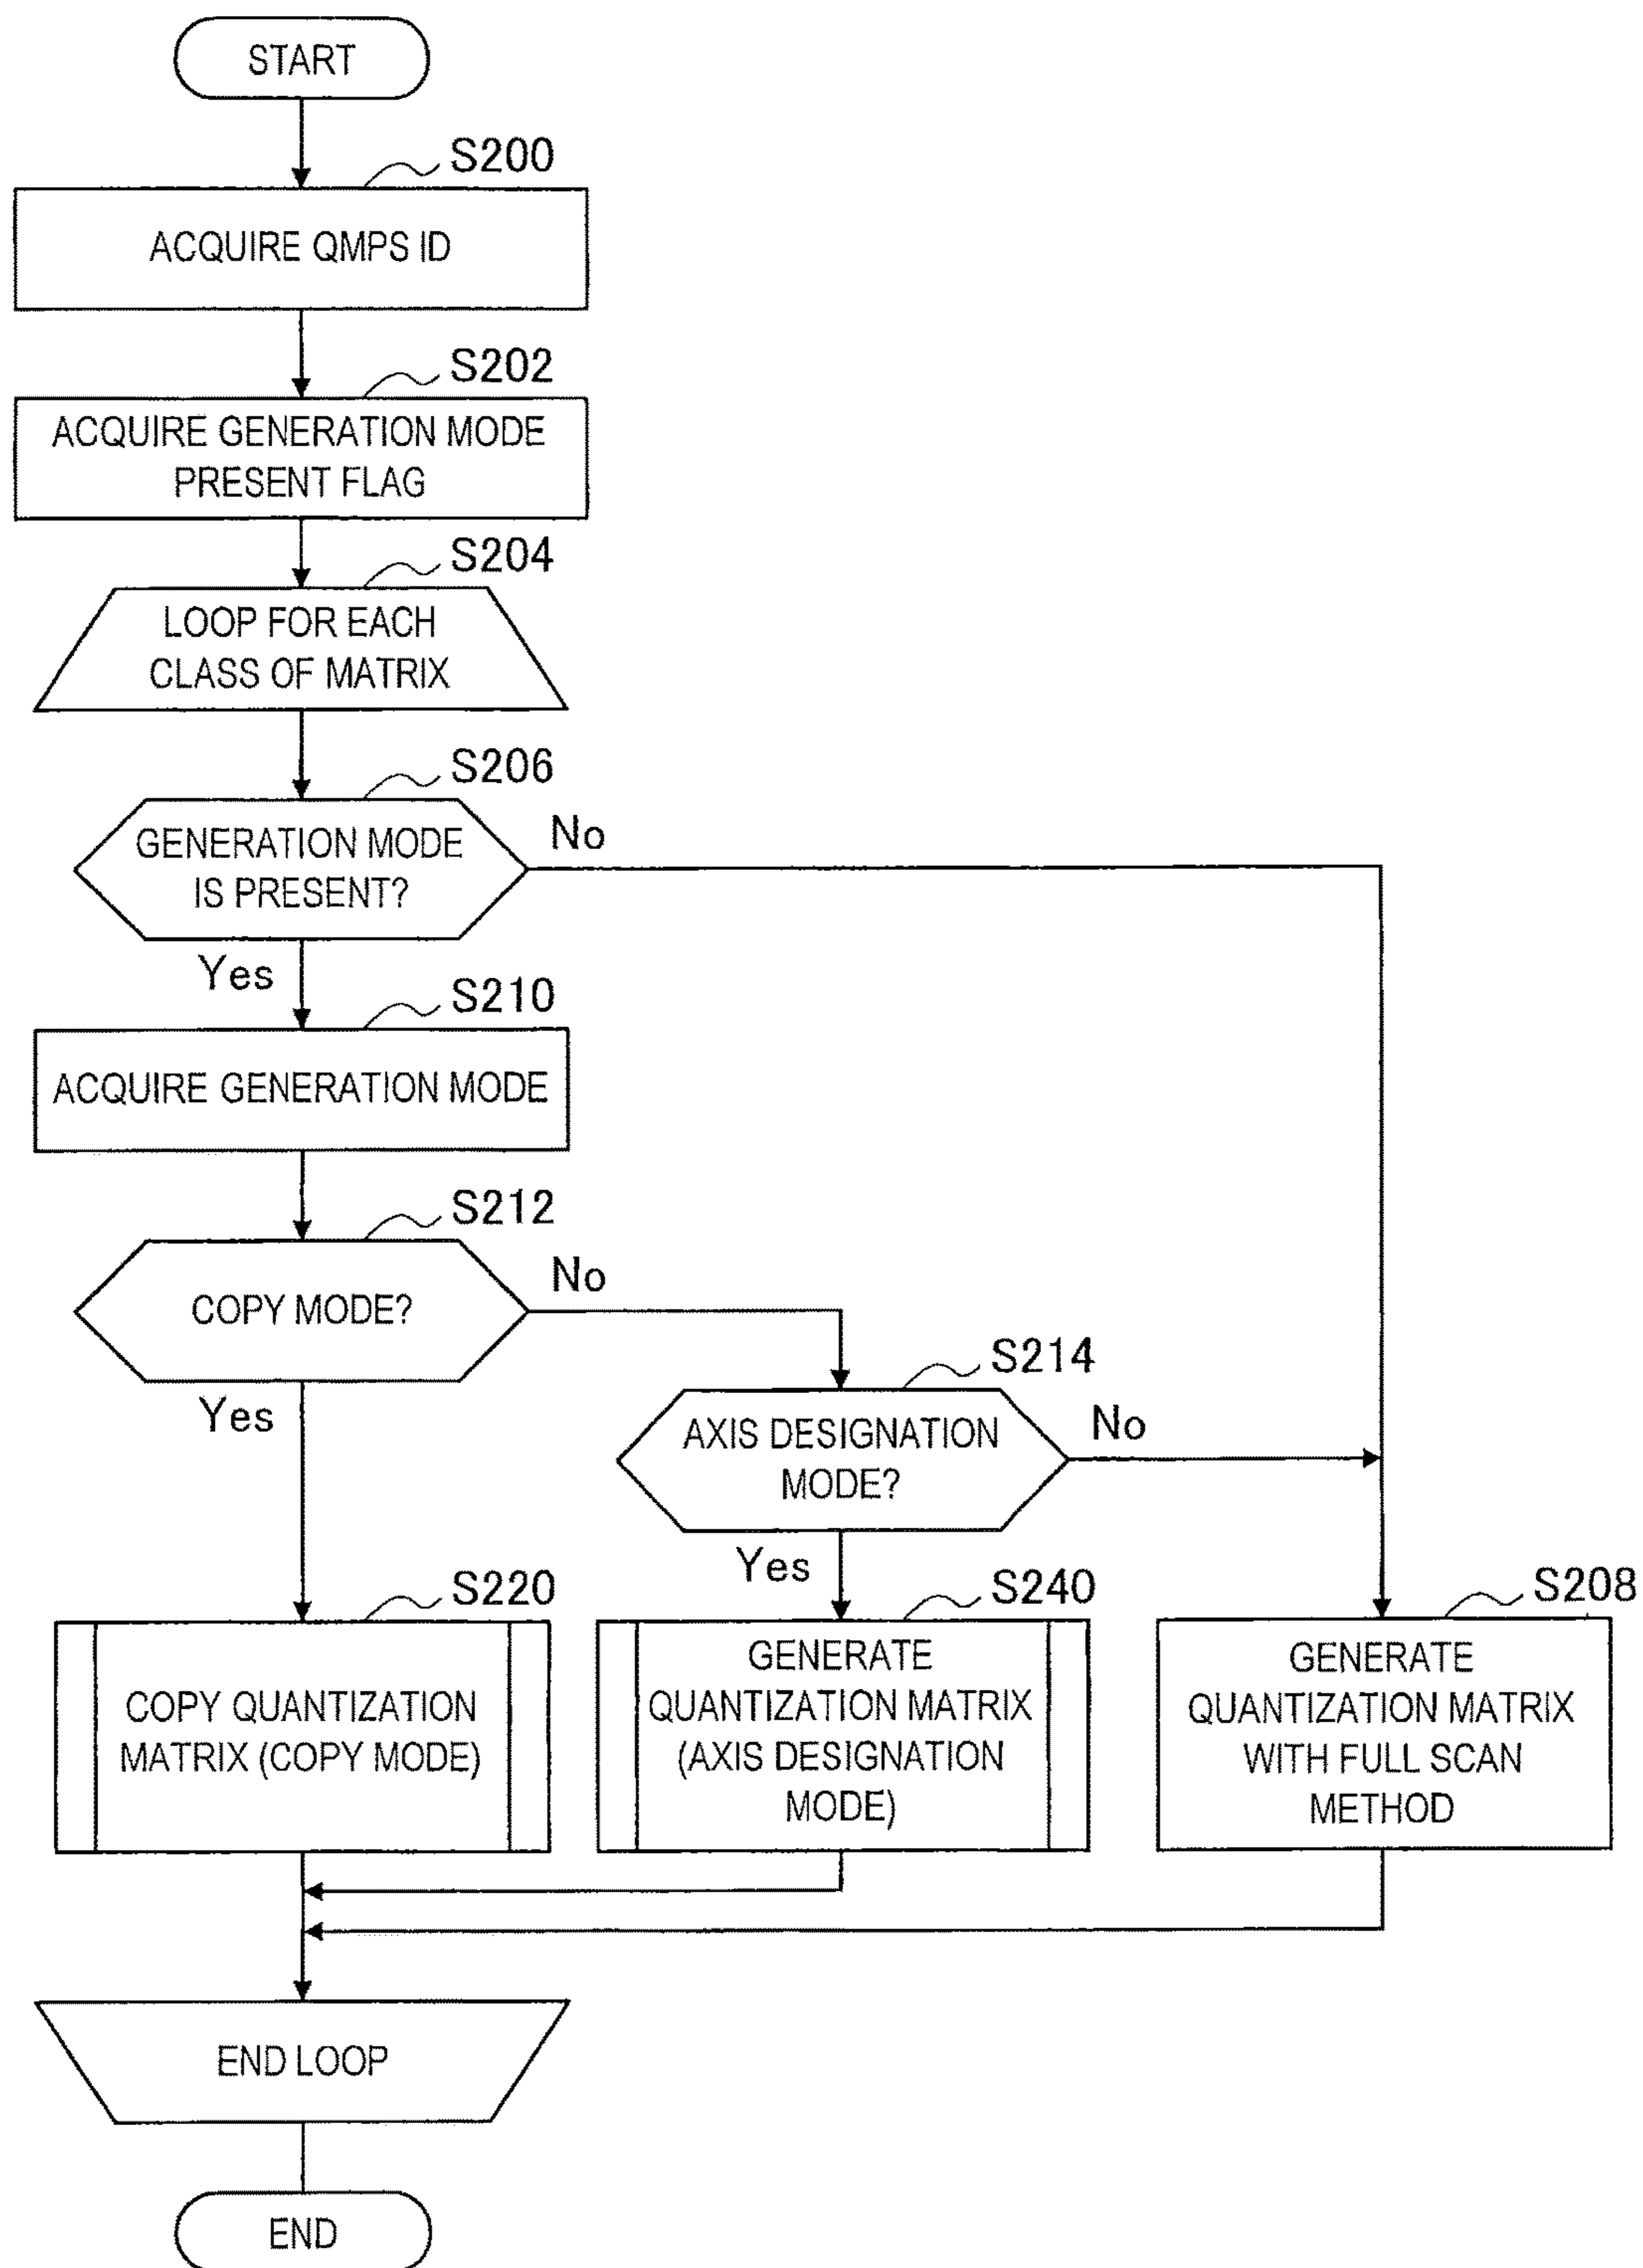 START
S200
ACQUIRE QMPS ID
S202
ACQUIRE GENERATION MODE
PRESENT FLAG
S204
LOOP FOR EACH
CLASS OF MATRIX
S206
GENERATION MODE
IS PRESENT?
No
Yes
S210
ACQUIRE GENERATION MODE
S212
COPY MODE?
No
Yes
S214
AXIS DESIGNATION
MODE?
No
Yes
S220
COPY QUANTIZATION
MATRIX (COPY MODE)
S240
GENERATE
QUANTIZATION MATRIX
(AXIS DESIGNATION
MODE)
S208
GENERATE
QUANTIZATION MATRIX
WITH FULL SCAN
METHOD
END LOOP
END